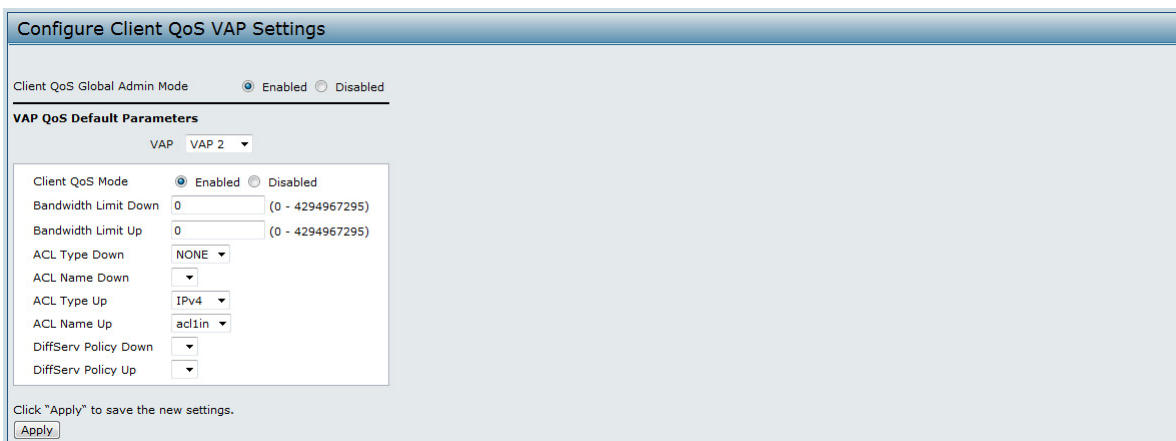 Configure Client QoS VAP Settings
Client QoS Global Admin Mode Enabled Disabled
VAP QoS Default Parameters
VAP VAP 2
Client QoS Mode Enabled Disabled
Bandwidth Limit Down 0 (0 - 4294967295)
Bandwidth Limit Up 0 (0 - 4294967295)
ACL Type Down NONE
ACL Name Down
ACL Type Up IPv4
ACL Name Up acl1in
DiffServ Policy Down
DiffServ Policy Up
Click "Apply" to save the new settings.
Apply